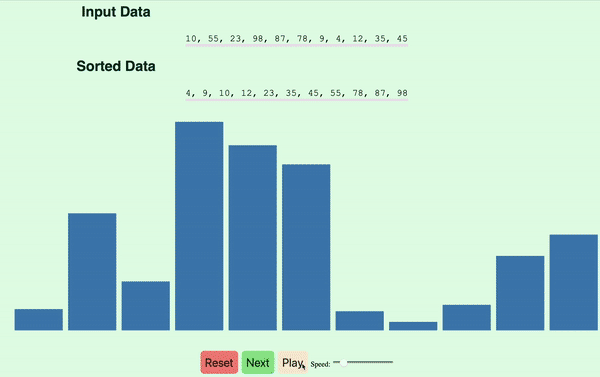 Input Data
10, 55, 23, 98, 87, 78, 9, 4, 12, 35, 45
Sorted Data
4, 9, 10, 12, 23, 35, 45, 55, 78, 87, 98
Reset Next Play Speed: